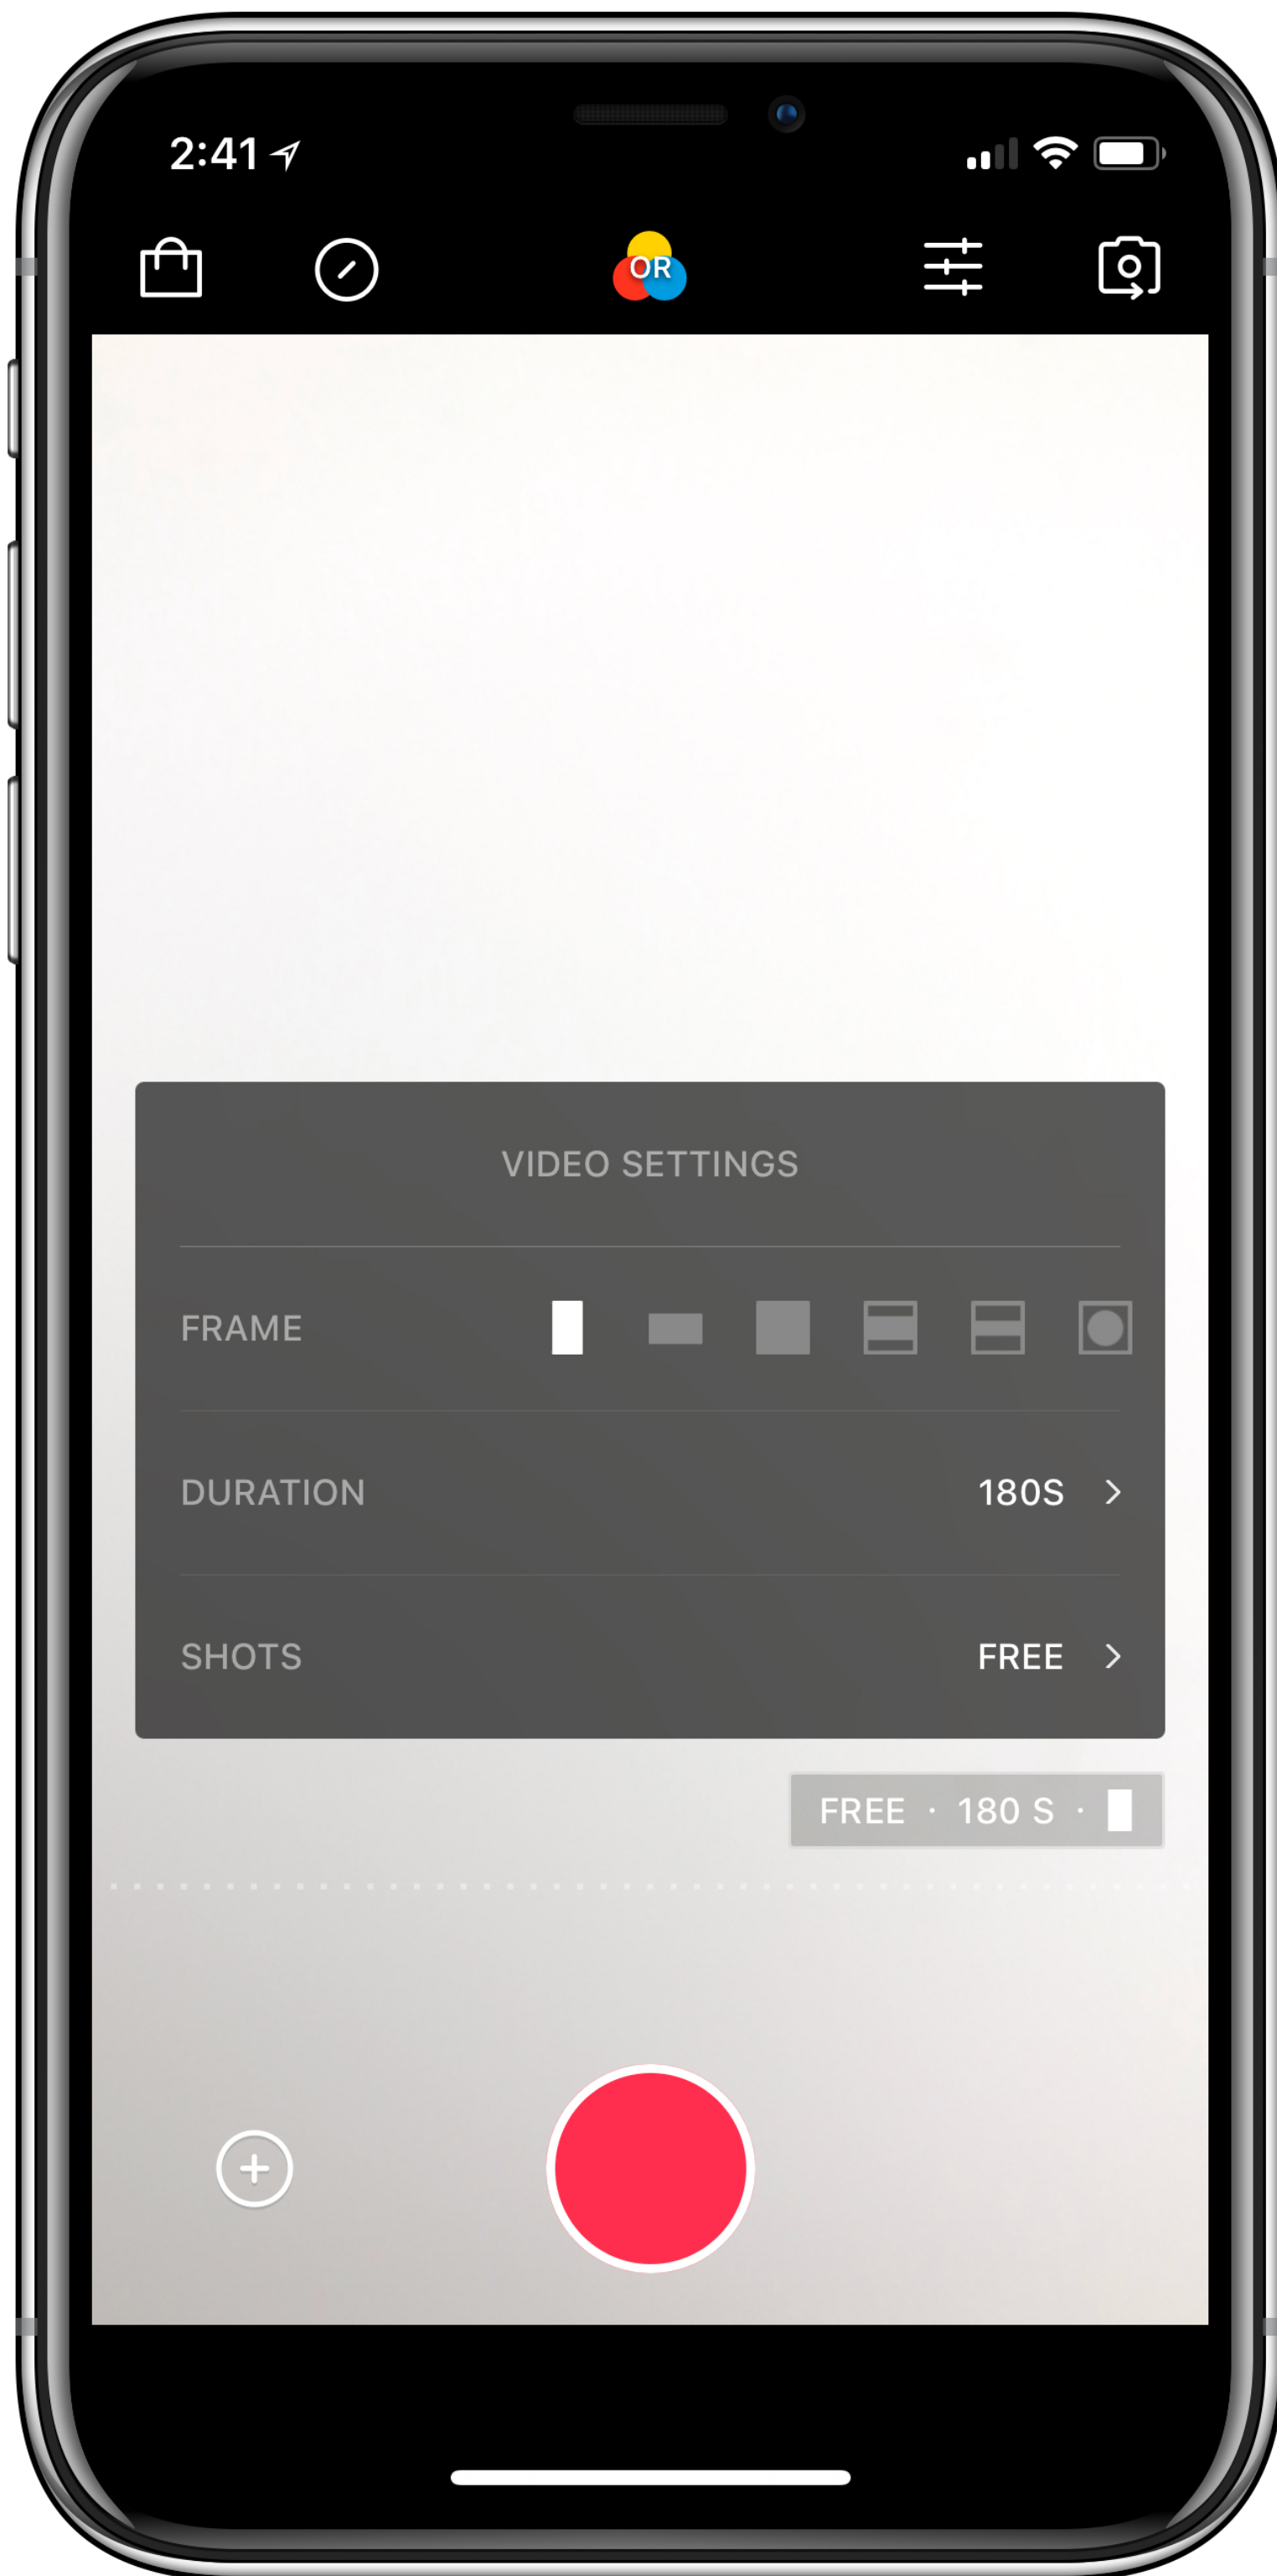 2:41
OR
VIDEO SETTINGS
FRAME
DURATION 180S >
SHOTS FREE >
FREE · 180 S ·